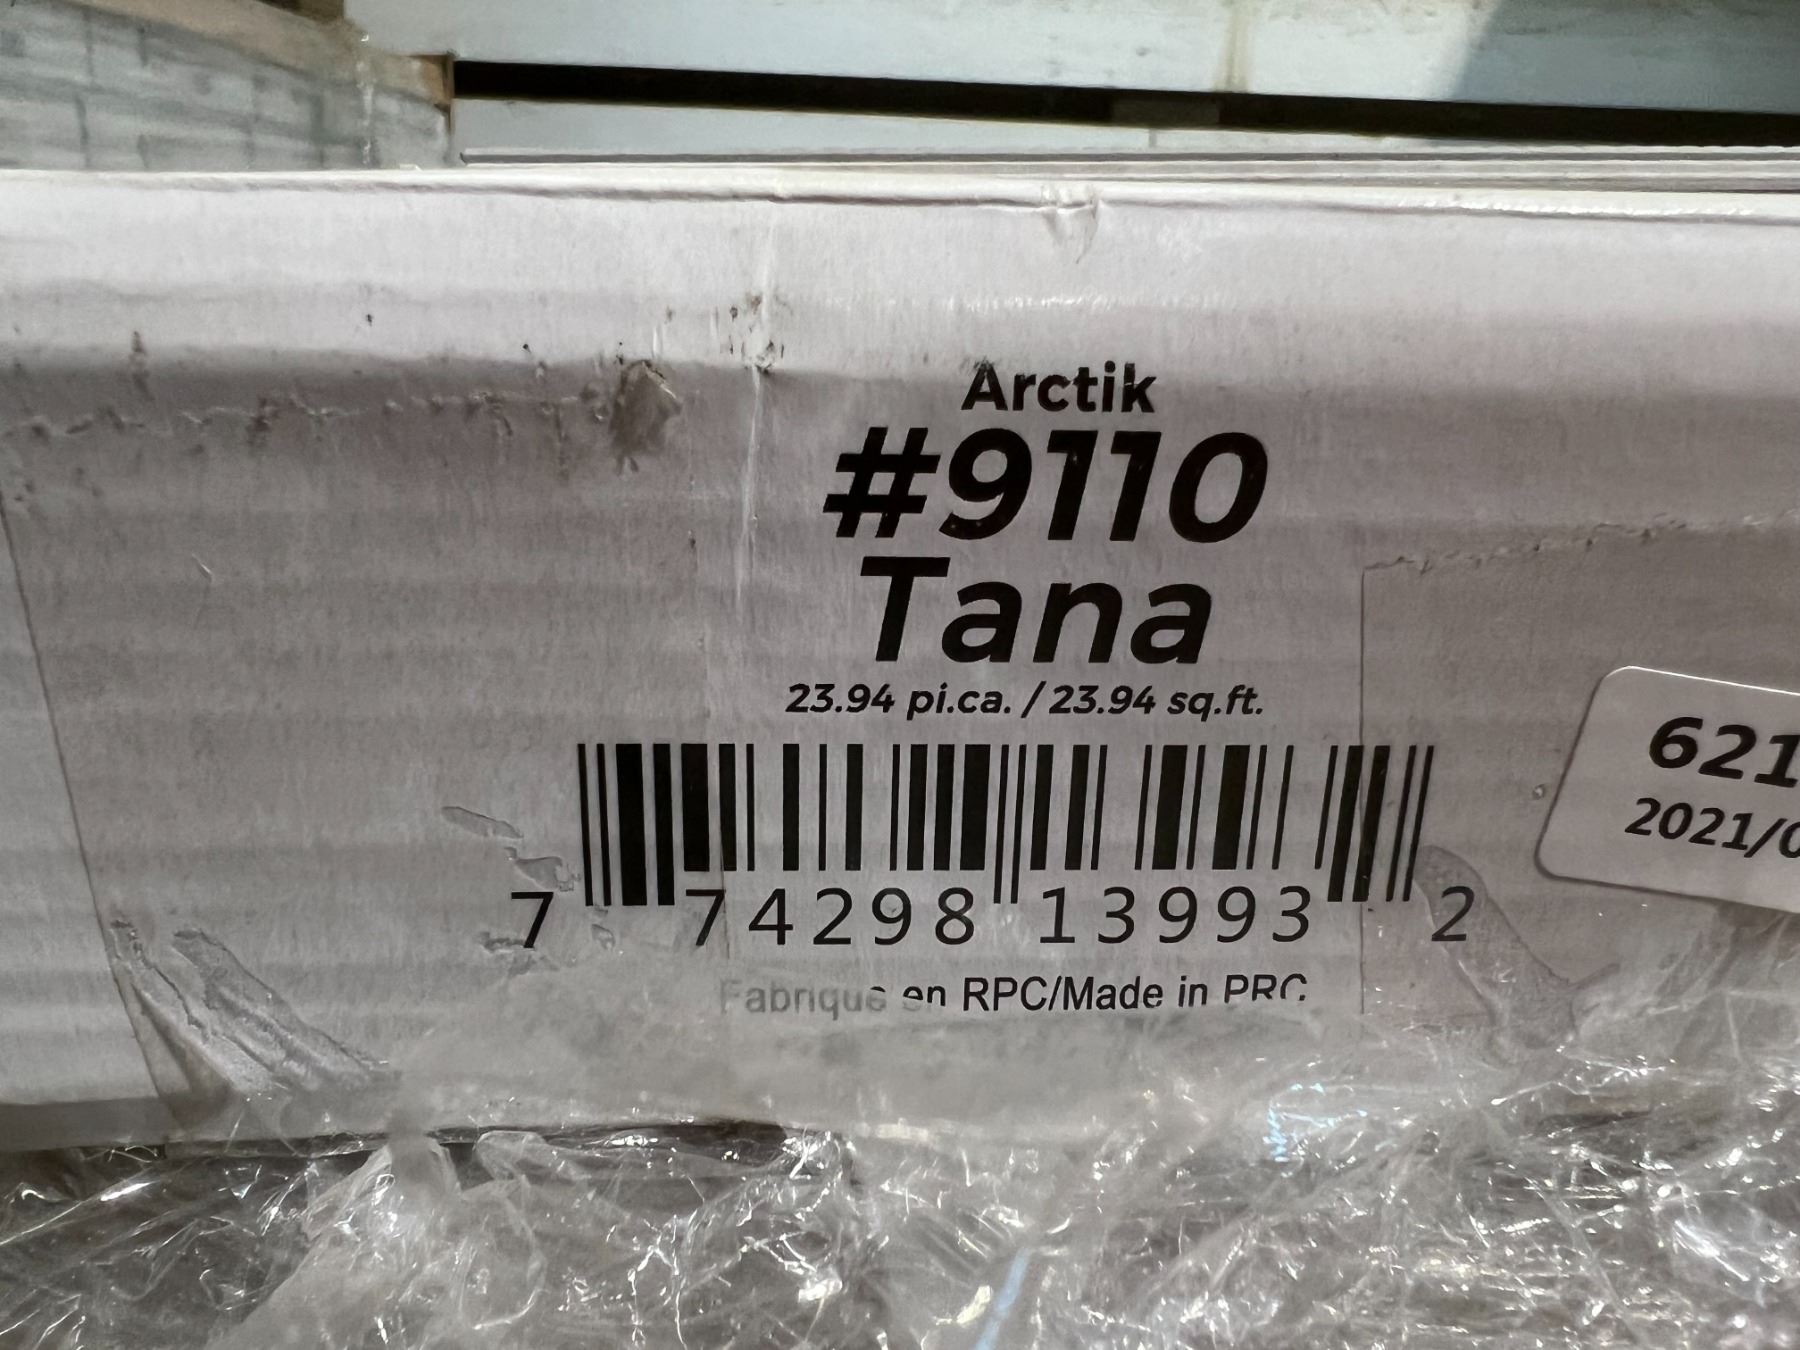 Arctik
#9110
Tana
23.94 pi.ca. / 23.94 sq.ft.
7 74298 13993 2
Fabriqué en RPC/Made in PRC
621
2021/0